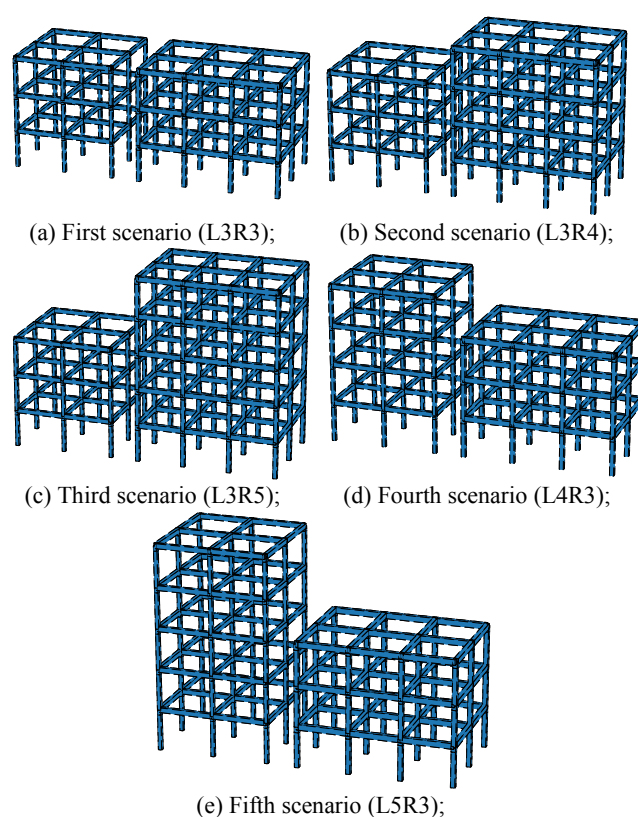 (a) First scenario (L3R3);
(b) Second scenario (L3R4);
(c) Third scenario (L3R5);
(d) Fourth scenario (L4R3);
(e) Fifth scenario (L5R3);